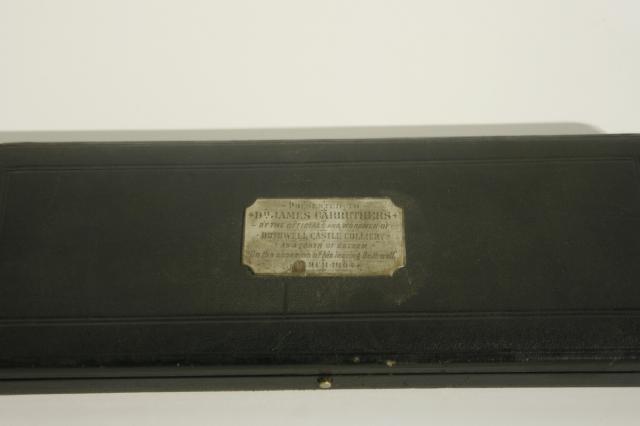 - PRESENTED TO -
Dr. JAMES CARRUTHERS
- BY THE OFFICIALS AND WORKMEN OF
BOTHWELL CASTLE COLLIERY
AS A TOKEN OF ESTEEM
On the occasion of his leaving Bothwell.